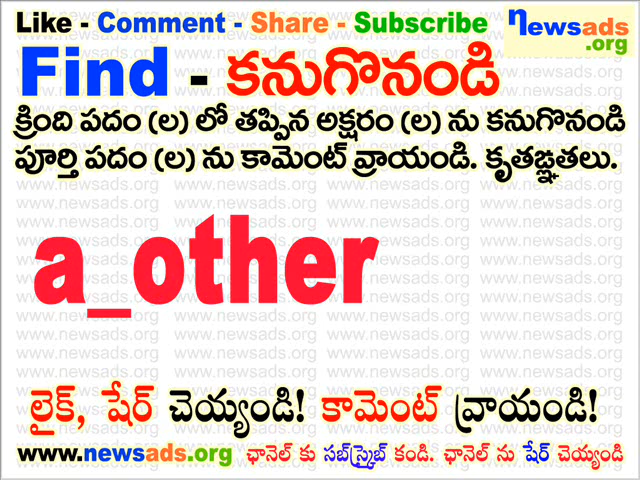 Like - Comment - Share - Subscribe
newsads
.org
Find - కనుగొనండి
క్రింది పదం (ల) లో తప్పిన అక్షరం (ల) ను కనుగొనండి
పూర్తి పదం (ల) ను కామెంట్ వ్రాయండి. కృతఙ్ఞతలు.
a_other
లైక్, షేర్ చెయ్యండి! కామెంట్ వ్రాయండి!
www.newsads.org ఛానెల్ కు సబ్‌స్క్రైబ్ కండి. ఛానెల్ ను షేర్ చెయ్యండి